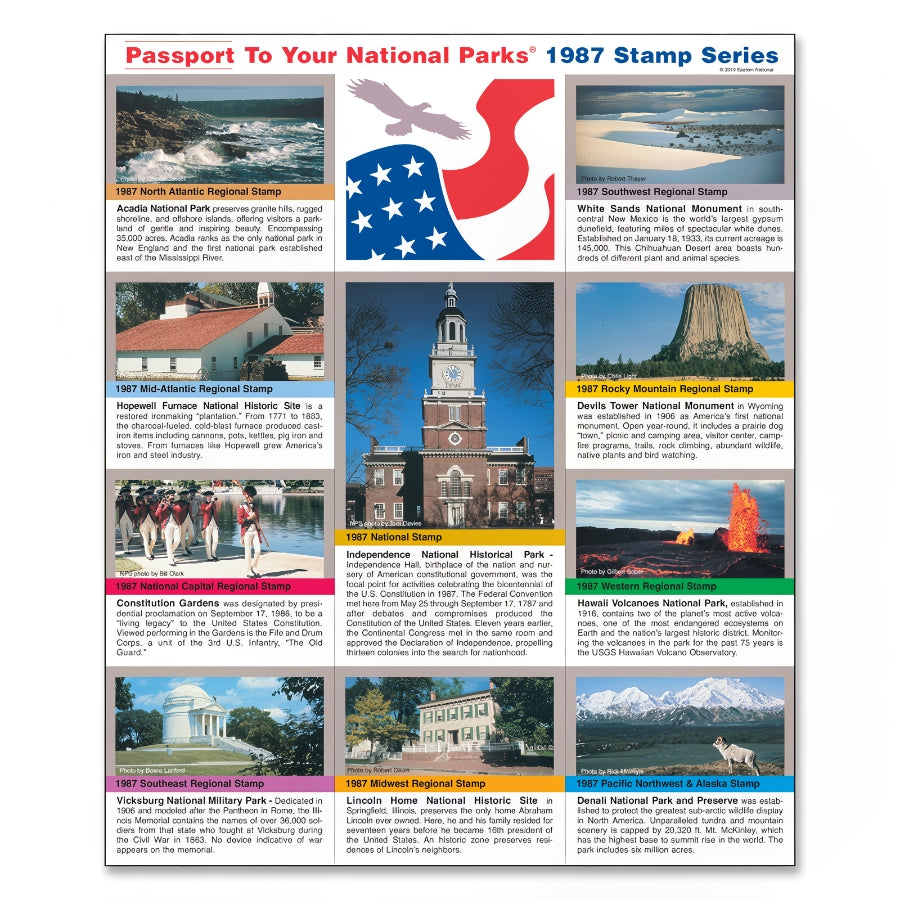 Passport To Your National Parks® 1987 Stamp Series
© 2019 Eastern National
1987 North Atlantic Regional Stamp
Acadia National Park preserves granite hills, rugged
shoreline, and offshore islands, offering visitors a park-
land of gentle and inspiring beauty. Encompassing
35,000 acres, Acadia ranks as the only national park in
New England and the first national park established
east of the Mississippi River.
Photo by Robert Thayer
1987 Southwest Regional Stamp
White Sands National Monument in south-
central New Mexico is the world's largest gypsum
dunefield, featuring miles of spectacular white dunes.
Established on January 18, 1933, its current acreage is
145,000. This Chihuahuan Desert area boasts hun-
dreds of different plant and animal species.
1987 Mid-Atlantic Regional Stamp
Hopewell Furnace National Historic Site is a
restored ironmaking "plantation." From 1771 to 1883,
the charcoal-fueled, cold-blast furnace produced cast-
iron items including cannons, pots, kettles, pig iron and
stoves. From furnaces like Hopewell grew America's
iron and steel industry.
NPS photo by Tom Davies
1987 National Stamp
Independence National Historical Park -
Independence Hall, birthplace of the nation and nur-
sery of American constitutional government, was the
focal point for activities celebrating the bicentennial of
the U.S. Constitution in 1987. The Federal Convention
met here from May 25 through September 17, 1787 and
after debates and compromises produced the
Constitution of the United States. Eleven years earlier,
the Continental Congress met in the same room and
approved the Declaration of Independence, propelling
thirteen colonies into the search for nationhood.
Photo by Chris Light
1987 Rocky Mountain Regional Stamp
Devils Tower National Monument in Wyoming
was established in 1906 as America's first national
monument. Open year-round, it includes a prairie dog
"town," picnic and camping area, visitor center, camp-
fire programs, trails, rock climbing, abundant wildlife,
native plants and bird watching.
NPS photo by Bill Clark
1987 National Capital Regional Stamp
Constitution Gardens was designated by presi-
dential proclamation on September 17, 1986, to be a
"living legacy" to the United States Constitution.
Viewed performing in the Gardens is the Fife and Drum
Corps, a unit of the 3rd U.S. Infantry, "The Old
Guard."
Photo by Gilbert
1987 Western Regional Stamp
Hawaii Volcanoes National Park, established in
1916, contains two of the planet's most active volca-
noes, one of the most endangered ecosystems on
Earth and the nation's largest historic district. Monitor-
ing the volcanoes in the park for the past 75 years is
the USGS Hawaiian Volcano Observatory.
Photo by Bowie Lanford
1987 Southeast Regional Stamp
Vicksburg National Military Park - Dedicated in
1906 and modeled after the Pantheon in Rome, the Illi-
nois Memorial contains the names of over 36,000 sol-
diers from that state who fought at Vicksburg during
the Civil War in 1863. No device indicative of war
appears on the memorial.
Photo by Robert
1987 Midwest Regional Stamp
Lincoln Home National Historic Site in
Springfield, Illinois, preserves the only home Abraham
Lincoln ever owned. Here, he and his family resided for
seventeen years before he became 16th president of
the United States. An historic zone preserves resi-
dences of Lincoln's neighbors.
Photo by Rick McIntyre
1987 Pacific Northwest & Alaska Stamp
Denali National Park and Preserve was estab-
lished to protect the greatest sub-arctic wildlife display
in North America. Unparalleled tundra and mountain
scenery is capped by 20,320 ft. Mt. McKinley, which
has the highest base to summit rise in the world. The
park includes six million acres.